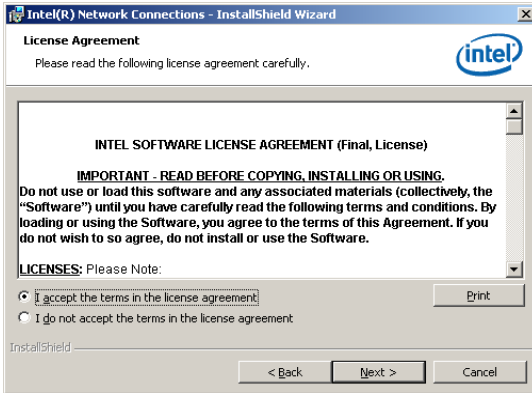 Intel(R) Network Connections - InstallShield Wizard
License Agreement
Please read the following license agreement carefully.
intel
INTEL SOFTWARE LICENSE AGREEMENT (Final, License)
IMPORTANT - READ BEFORE COPYING, INSTALLING OR USING.
Do not use or load this software and any associated materials (collectively, the
“Software”) until you have carefully read the following terms and conditions. By
loading or using the Software, you agree to the terms of this Agreement. If you
do not wish to so agree, do not install or use the Software.
LICENSES: Please Note:
I accept the terms in the license agreement
Print
I do not accept the terms in the license agreement
InstallShield
< Back
Next >
Cancel